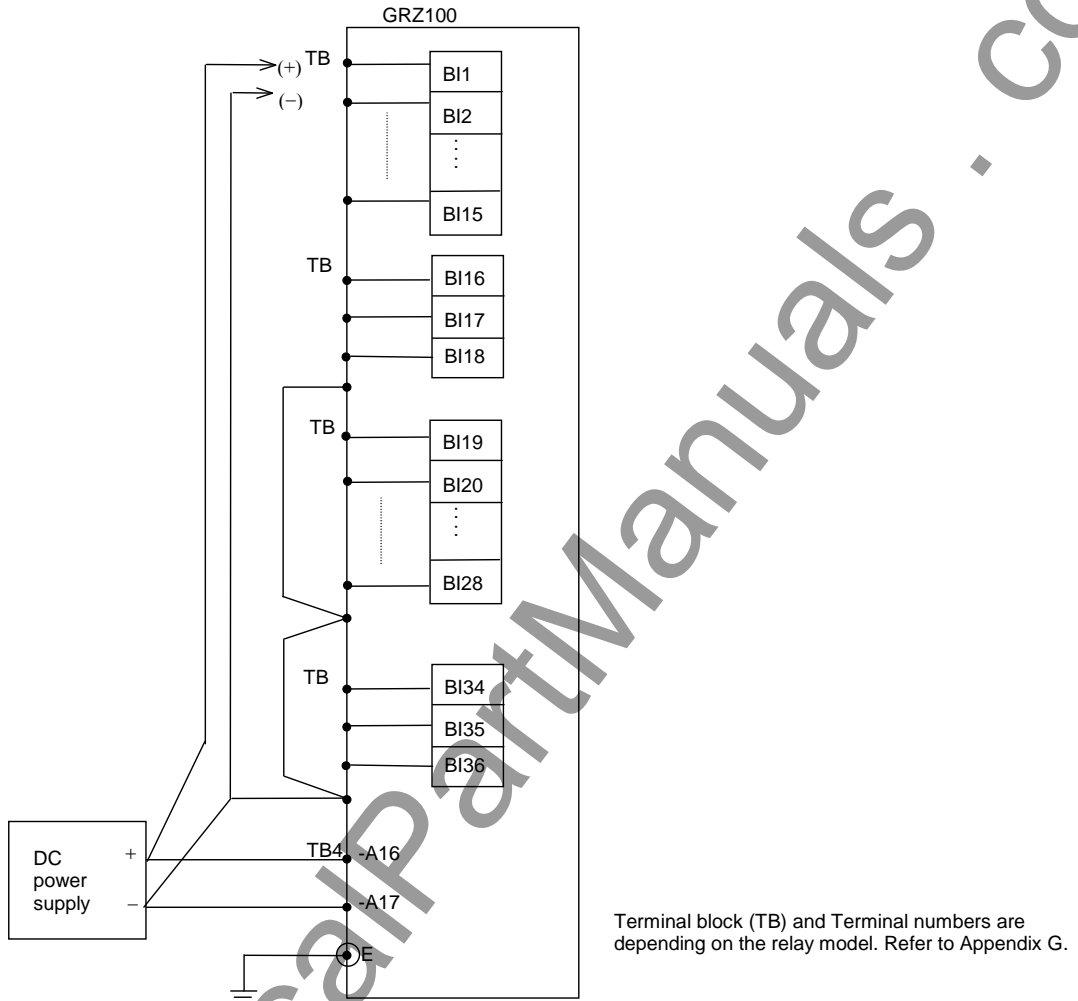 GRZ100
TB
(+)
(−)
BI1
BI2
BI15
TB
BI16
BI17
BI18
TB
BI19
BI20
BI28
TB
BI34
BI35
BI36
DC
power
supply
+
−
TB4 -A16
-A17
E
Terminal block (TB) and Terminal numbers are
depending on the relay model. Refer to Appendix G.
calPartManuals . co